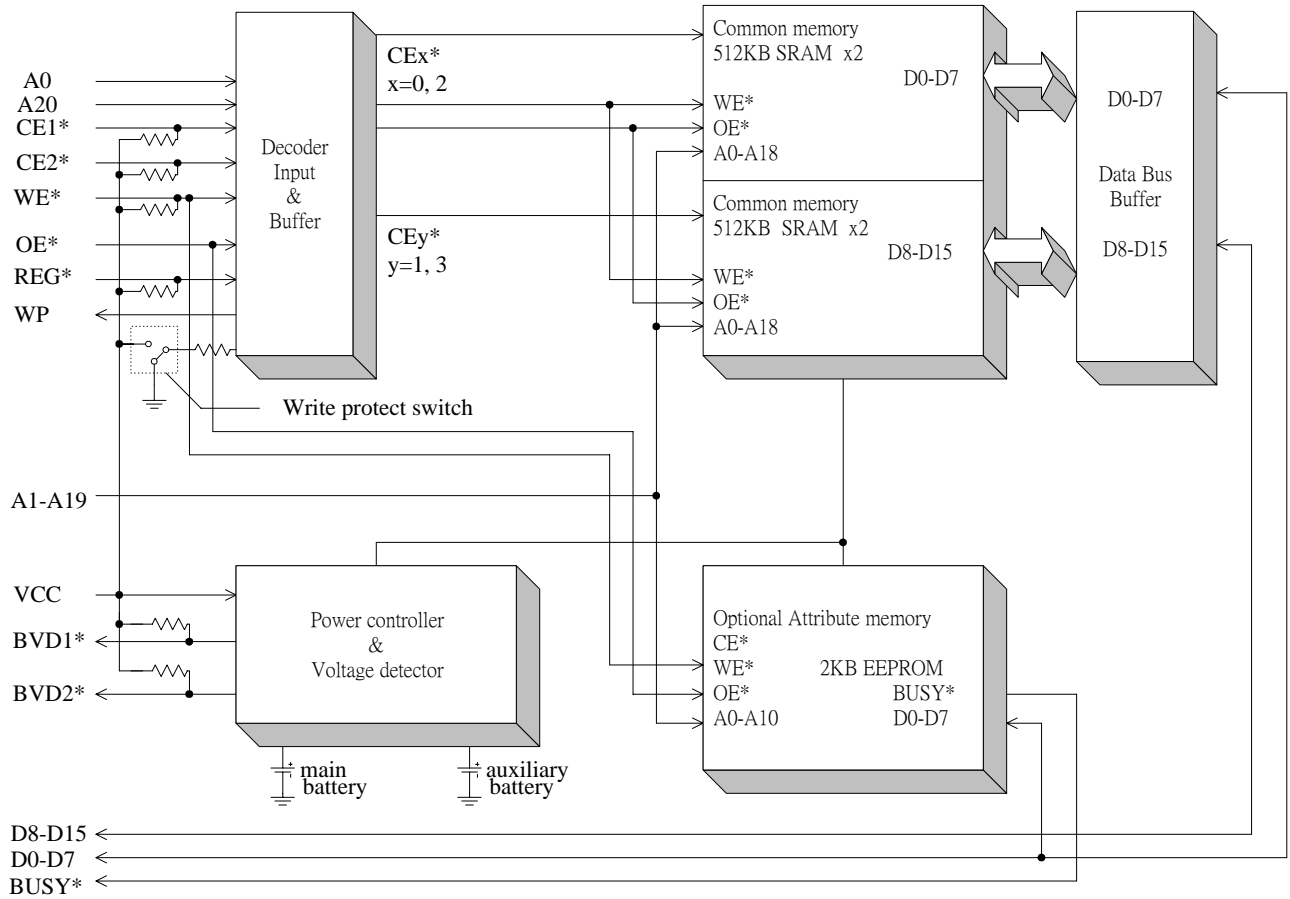 A0
A20
CE1*
CE2*
WE*
OE*
REG*
WP
Decoder
Input
&
Buffer
CEx*
x=0, 2
CEy*
y=1, 3
Common memory
512KB SRAM x2
D0-D7
WE*
OE*
A0-A18
Common memory
512KB SRAM x2
D8-D15
WE*
OE*
A0-A18
D0-D7
Data Bus
Buffer
D8-D15
Write protect switch
A1-A19
VCC
BVD1*
BVD2*
Power controller
&
Voltage detector
main
battery
auxiliary
battery
Optional Attribute memory
CE*
WE* 2KB EEPROM
OE* BUSY*
A0-A10 D0-D7
D8-D15
D0-D7
BUSY*